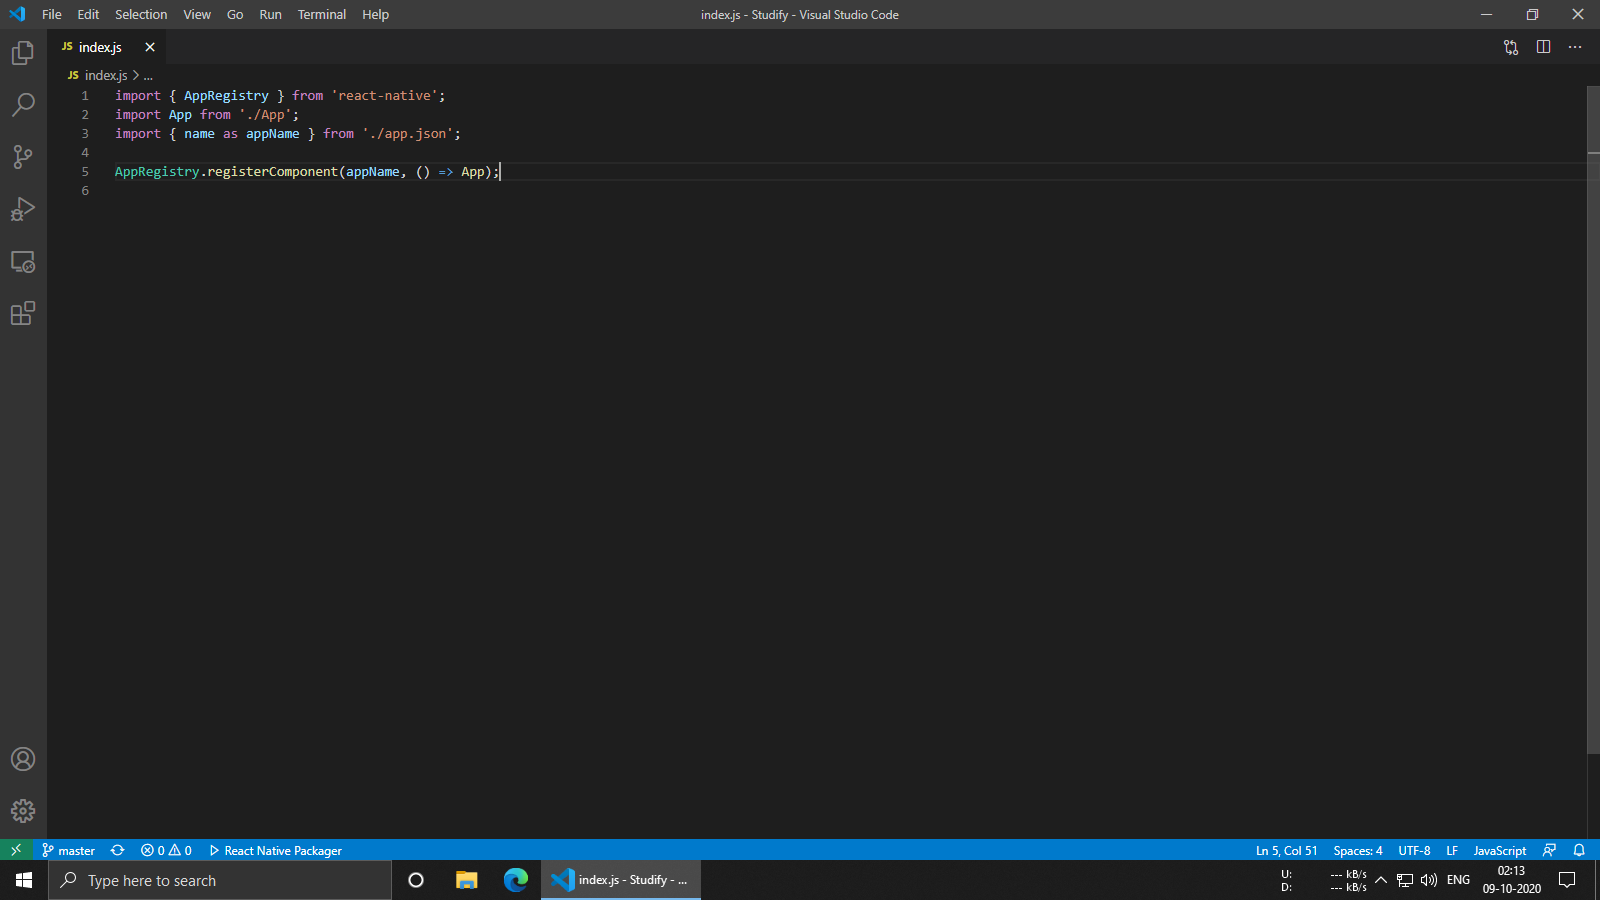 File Edit Selection View Go Run Terminal Help index.js - Studify - Visual Studio Code
JS index.js
JS index.js > ...
1 import { AppRegistry } from 'react-native';
2 import App from './App';
3 import { name as appName } from './app.json';
4
5 AppRegistry.registerComponent(appName, () => App);
6
master 0 0 React Native Packager Ln 5, Col 51 Spaces: 4 UTF-8 LF JavaScript
Type here to search
index.js - Studify - ...
U: --- kB/s
D: --- kB/s
ENG
02:13
09-10-2020